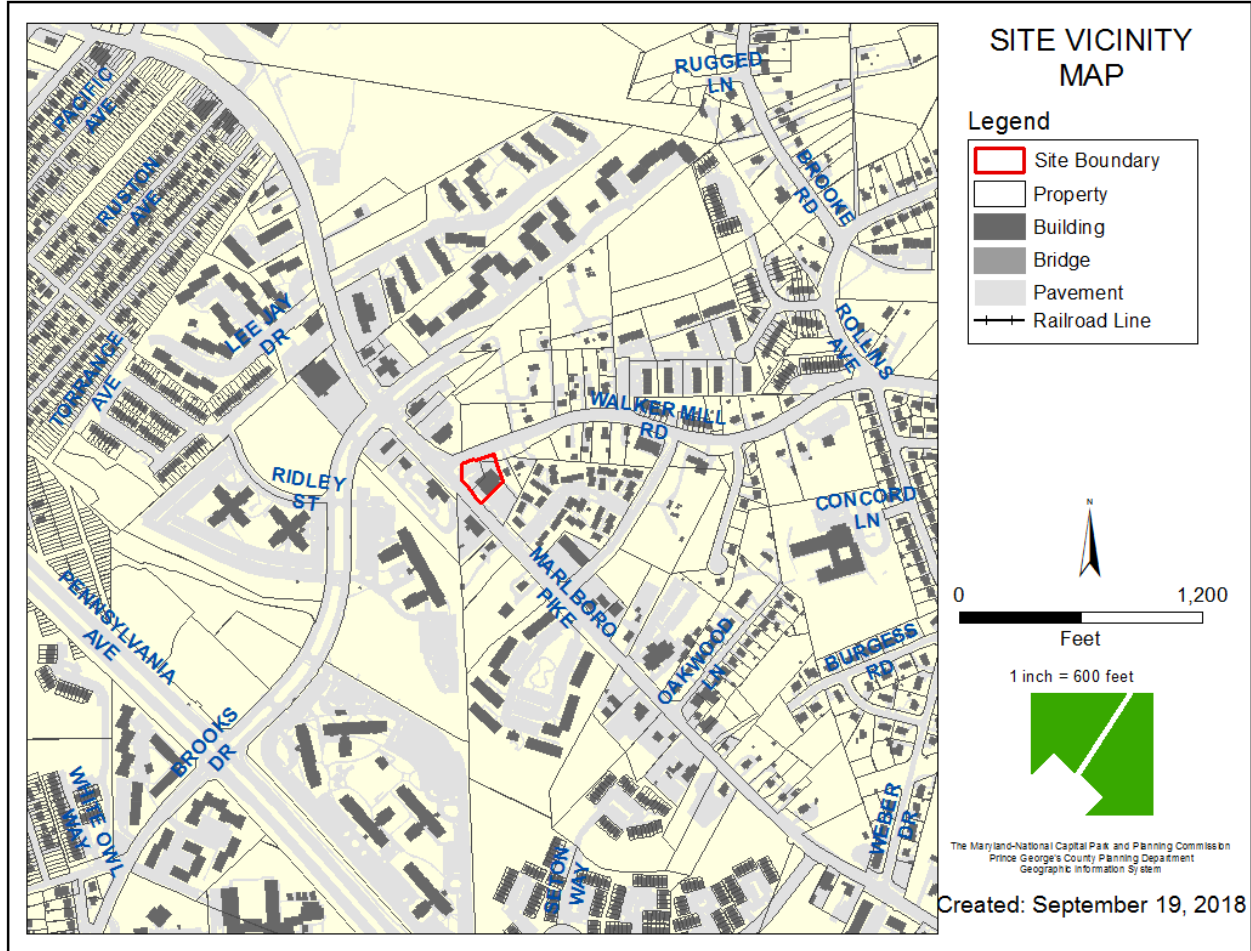 SITE VICINITY
MAP
Legend
Site Boundary
Property
Building
Bridge
Pavement
Railroad Line
N
0 1,200
Feet
1 inch = 600 feet
The Maryland-National Capital Park and Planning Commission
Prince George's County Planning Department
Geographic Information System
Created: September 19, 2018
RUGGED
LN
PACIFIC
AVE
RUSTON
AVE
BROOKE
RD
LEE JAY
DR
ROLLINS
AVE
TORRANGE
AVE
WALKER MILL
RD
RIDLEY
ST
CONCORD
LN
MARLBORO
PIKE
PENNSYLVANIA
AVE
OAKWOOD
LN
BURGESS
RD
BROOKS
DR
WHITE OWL
WAY
WEBER
DR
SETON
WAY